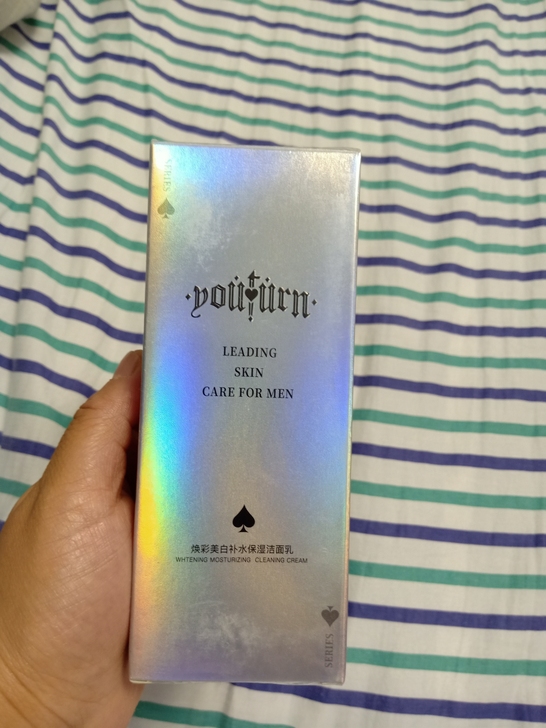 SERIES
·yoütürn·
LEADING
SKIN
CARE FOR MEN
焕彩美白补水保湿洁面乳
WHTENING MOSTURIZING CLEANING CREAM
SERIES